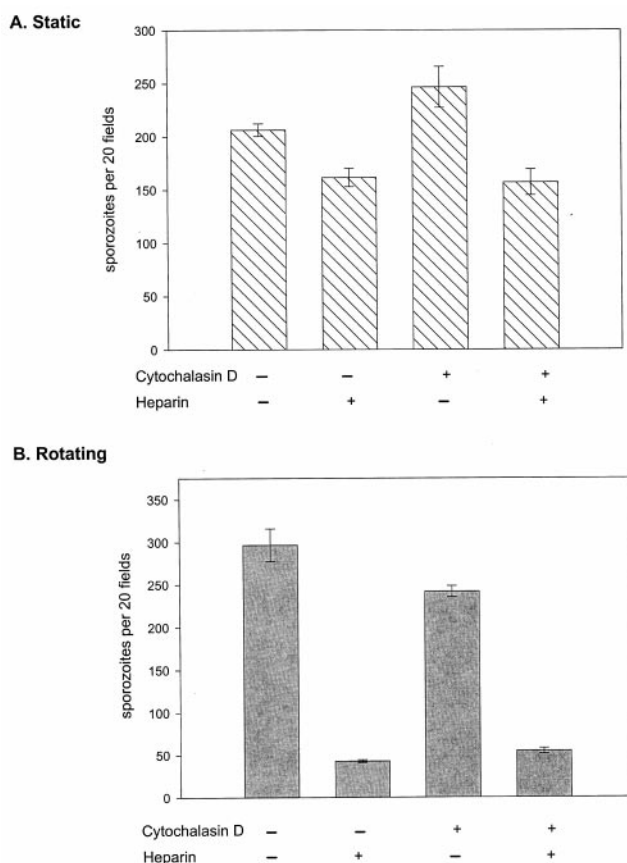 A. Static
300
250
200
150
100
50
0
sporozoites per 20 fields
Cytochalasin D – – + +
Heparin – + – +
B. Rotating
350
300
250
200
150
100
50
0
sporozoites per 20 fields
Cytochalasin D – – + +
Heparin – + – +